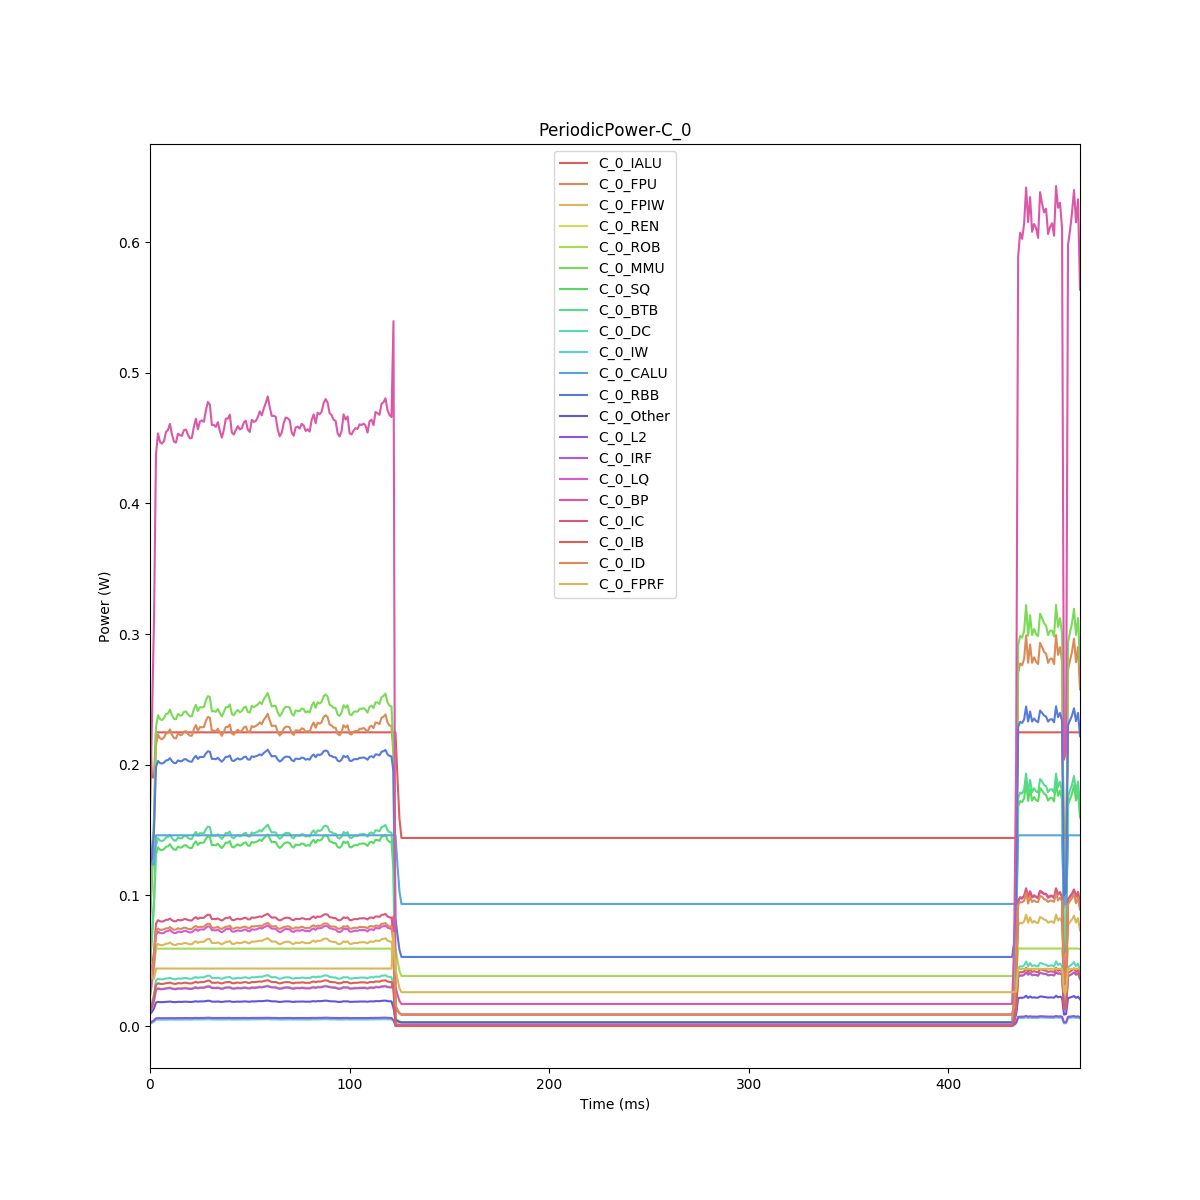 PeriodicPower-C_0
C_0_IALU
C_0_FPU
C_0_FPIW
C_0_REN
C_0_ROB
C_0_MMU
C_0_SQ
C_0_BTB
C_0_DC
C_0_IW
C_0_CALU
C_0_RBB
C_0_Other
C_0_L2
C_0_IRF
C_0_LQ
C_0_BP
C_0_IC
C_0_IB
C_0_ID
C_0_FPRF
Power (W)
0.6
0.5
0.4
0.3
0.2
0.1
0.0
0 100 200 300 400
Time (ms)